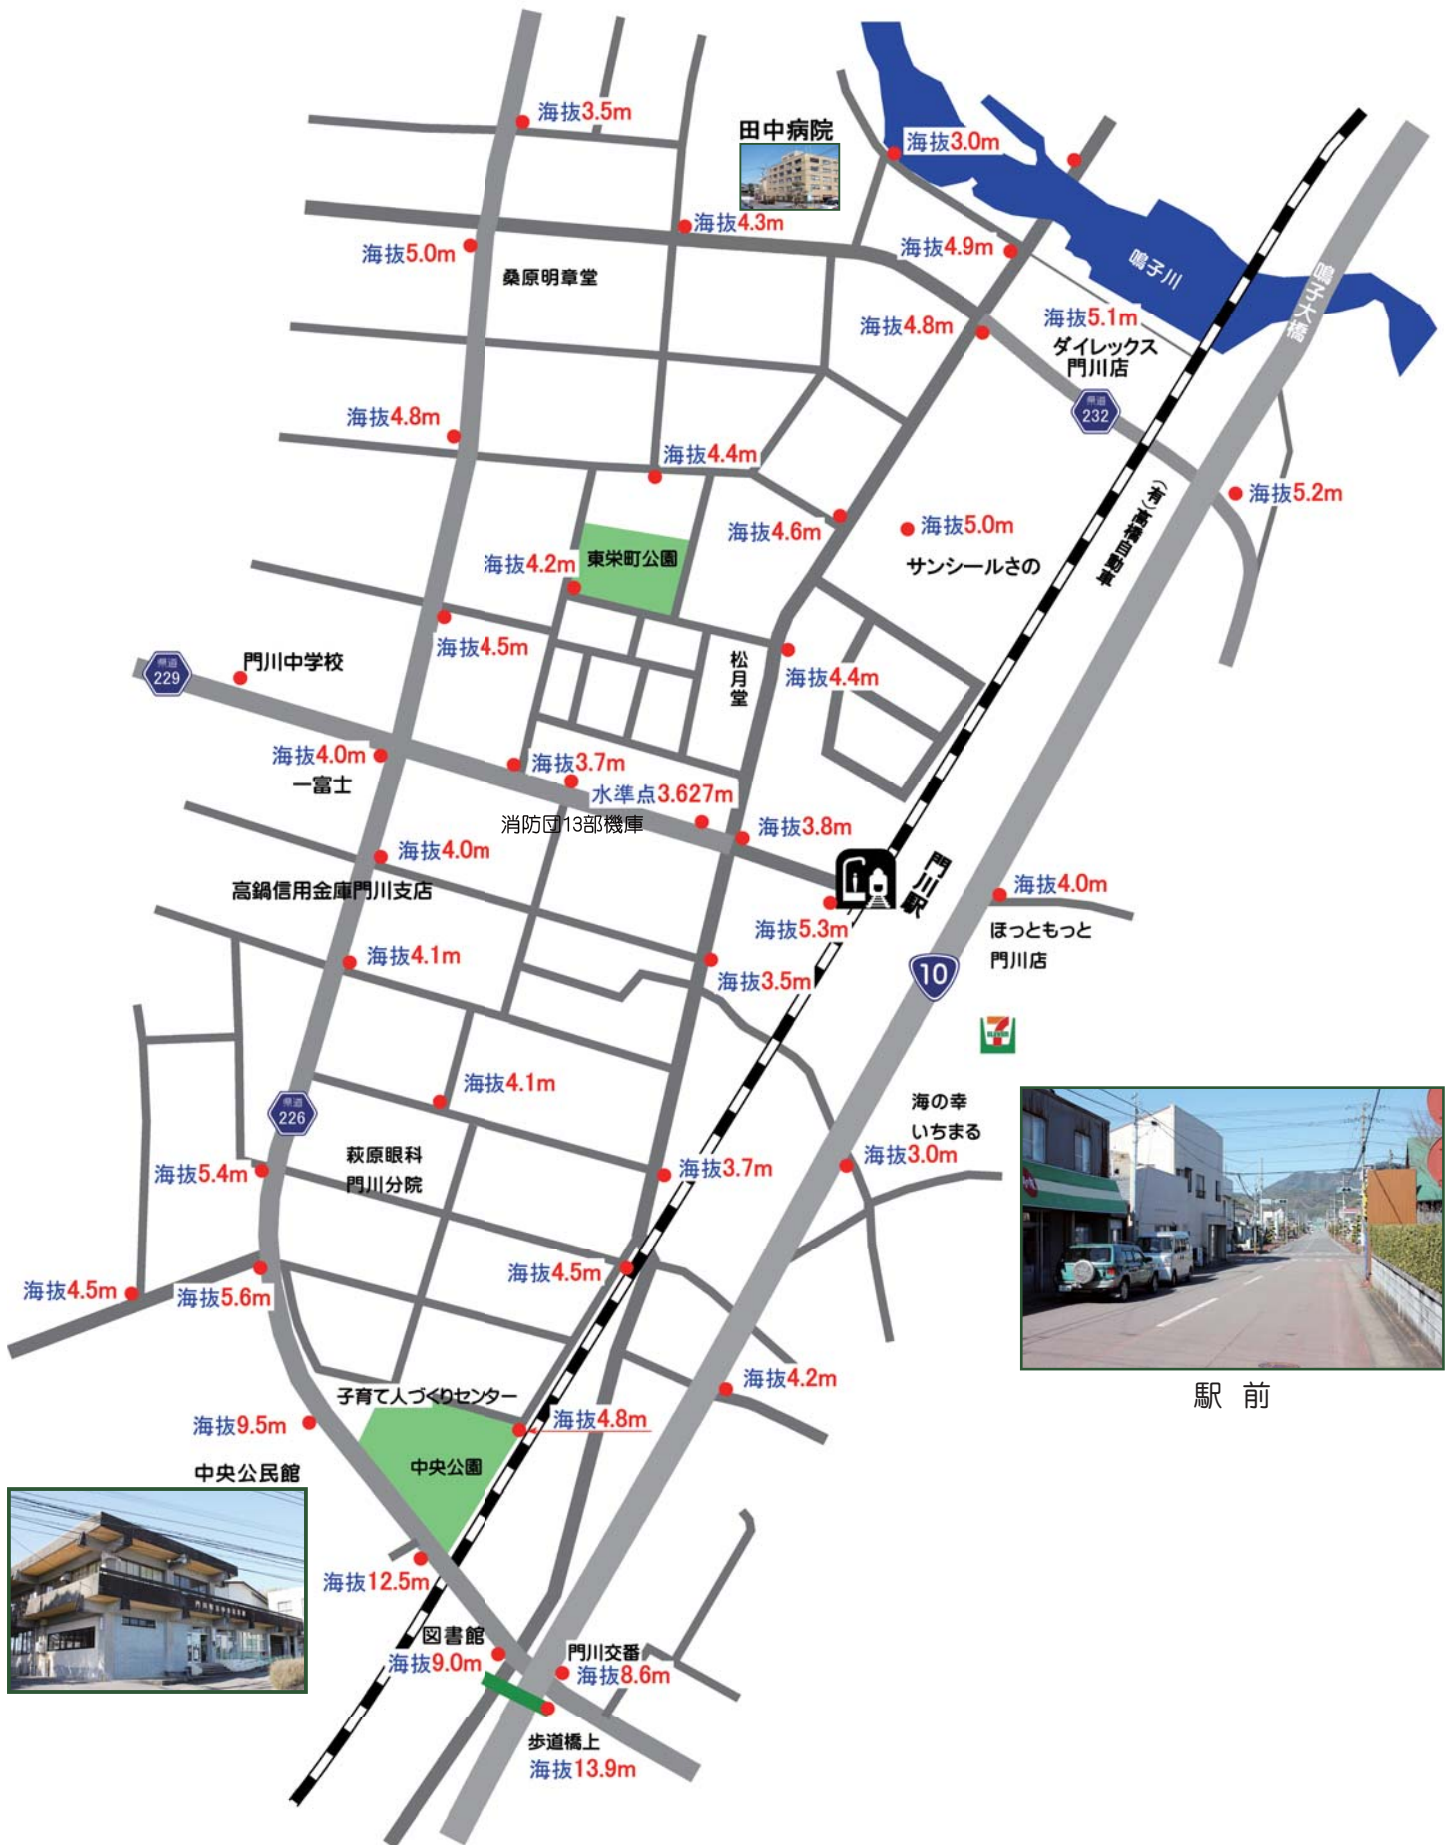 海抜3.5m
田中病院
海抜3.0m
海抜4.3m
海抜5.0m
桑原明章堂
海抜4.9m
鳴子川
鳴子大橋
海抜4.8m
海抜5.1m
ダイレックス
門川店
県道
232
海抜4.8m
海抜4.4m
海抜4.6m
海抜5.0m
海抜5.2m
(有)高橋自動車
サンシールさの
海抜4.2m
東栄町公園
海抜4.5m
県道
229
門川中学校
松月堂
海抜4.4m
海抜4.0m
一富士
海抜3.7m
水準点3.627m
消防団13部機庫
海抜3.8m
海抜4.0m
高鍋信用金庫門川支店
門川駅
海抜5.3m
海抜4.0m
ほっともっと
門川店
海抜4.1m
海抜3.5m
10
7
ELEVEN
海抜4.1m
県道
226
海の幸
いちまる
海抜3.0m
萩原眼科
門川分院
海抜5.4m
海抜3.7m
海抜4.5m
海抜5.6m
海抜4.5m
海抜4.2m
駅前
子育て人づくりセンター
海抜4.8m
海抜9.5m
中央公民館
中央公園
海抜12.5m
図書館
海抜9.0m
門川交番
海抜8.6m
歩道橋上
海抜13.9m